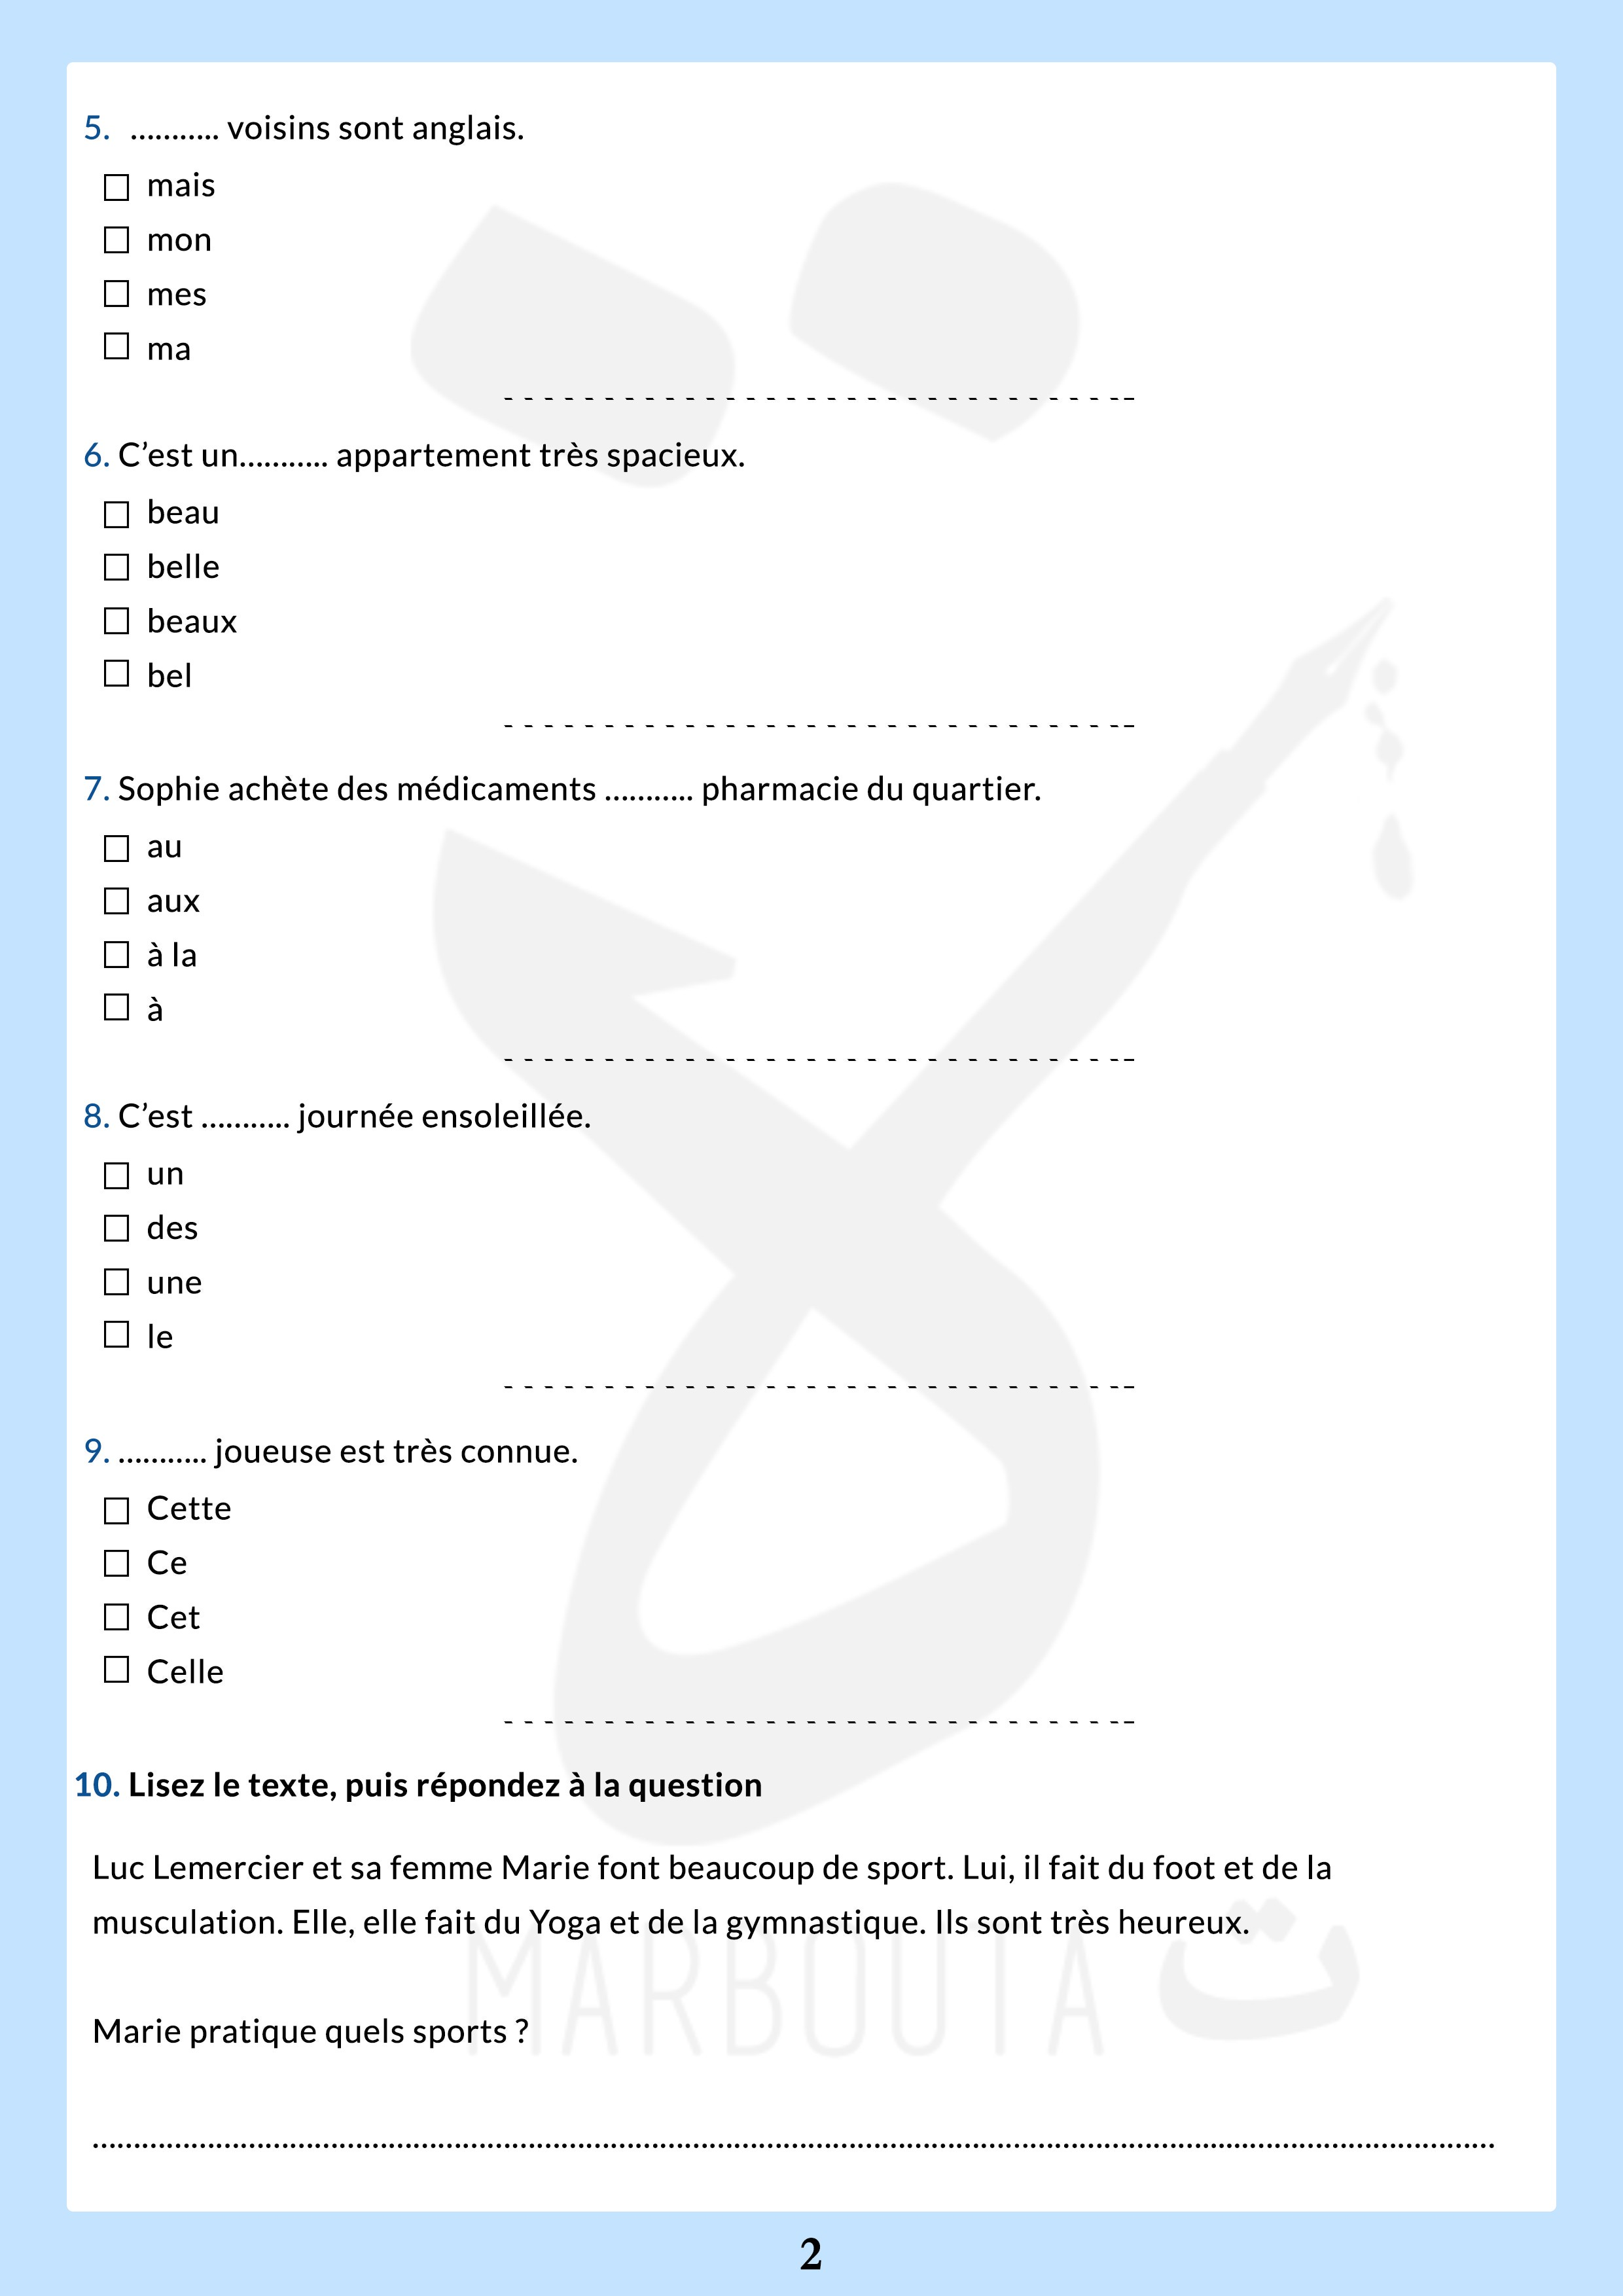 5. ........... voisins sont anglais.
☐ mais
☐ mon
☐ mes
☐ ma
- - - - - - - - - - - - - - - - - - - - - - - - - - - - - - - -
6. C’est un........... appartement très spacieux.
☐ beau
☐ belle
☐ beaux
☐ bel
- - - - - - - - - - - - - - - - - - - - - - - - - - - - - - - -
7. Sophie achète des médicaments ........... pharmacie du quartier.
☐ au
☐ aux
☐ à la
☐ à
- - - - - - - - - - - - - - - - - - - - - - - - - - - - - - - -
8. C’est ........... journée ensoleillée.
☐ un
☐ des
☐ une
☐ le
- - - - - - - - - - - - - - - - - - - - - - - - - - - - - - - -
9. ........... joueuse est très connue.
☐ Cette
☐ Ce
☐ Cet
☐ Celle
- - - - - - - - - - - - - - - - - - - - - - - - - - - - - - - -
10. Lisez le texte, puis répondez à la question
Luc Lemercier et sa femme Marie font beaucoup de sport. Lui, il fait du foot et de la
musculation. Elle, elle fait du Yoga et de la gymnastique. Ils sont très heureux.
MARBOUTA ت
Marie pratique quels sports ?
................................................................................
2